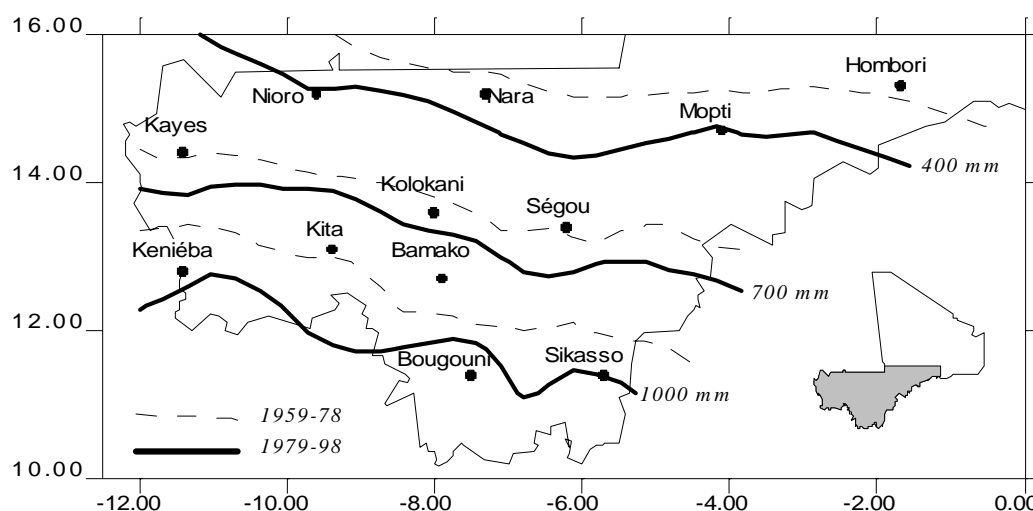 16.00
Hombori
Nioro
Nara
Mopti
Kayes
400 mm
14.00
Kolokani
Ségou
Kita
Keniéba
Bamako
700 mm
12.00
Bougouni
Sikasso
1000 mm
1959-78
1979-98
10.00
-12.00 -10.00 -8.00 -6.00 -4.00 -2.00 0.00